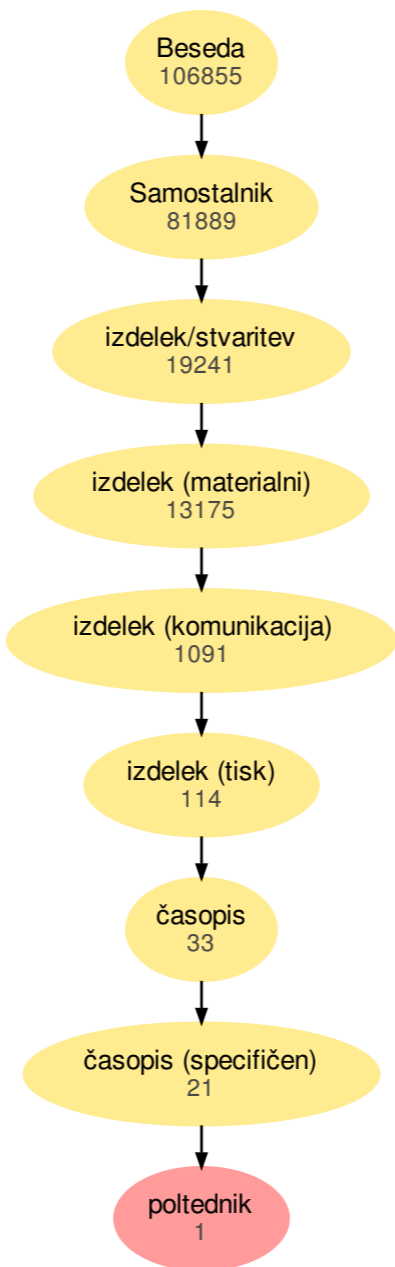 Beseda
106855
Samostalnik
81889
izdelek/stvaritev
19241
izdelek (materialni)
13175
izdelek (komunikacija)
1091
izdelek (tisk)
114
časopis
33
časopis (specifičen)
21
poltednik
1